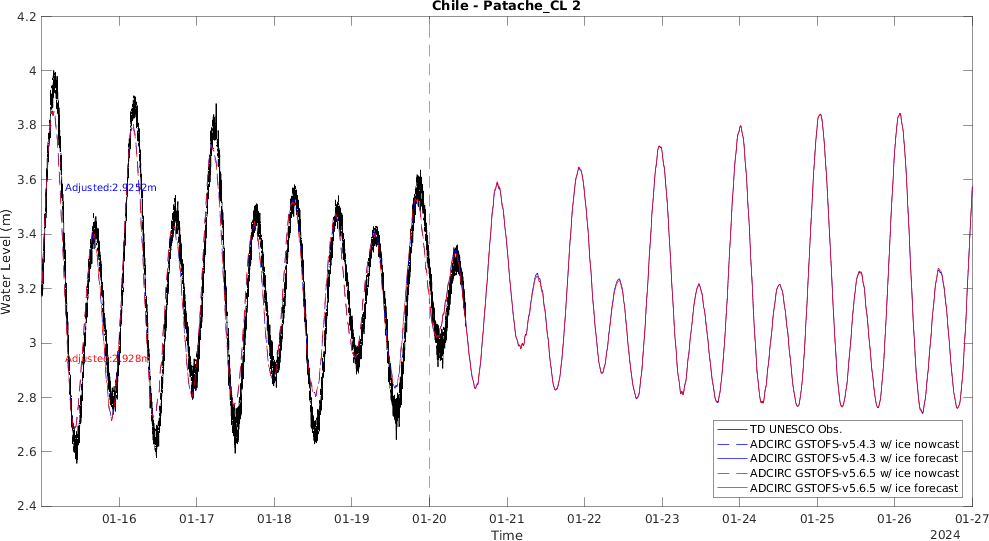 Chile - Patache_CL 2
4.2
4
3.8
3.6
3.4
3.2
3
2.8
2.6
2.4
Water Level (m)
Adjusted:2.9252m
Adjusted:2.928m
TD UNESCO Obs.
ADCIRC GSTOFS-v5.4.3 w/ ice nowcast
ADCIRC GSTOFS-v5.4.3 w/ ice forecast
ADCIRC GSTOFS-v5.6.5 w/ ice nowcast
ADCIRC GSTOFS-v5.6.5 w/ ice forecast
01-16 01-17 01-18 01-19 01-20 01-21 01-22 01-23 01-24 01-25 01-26 01-27
Time
2024